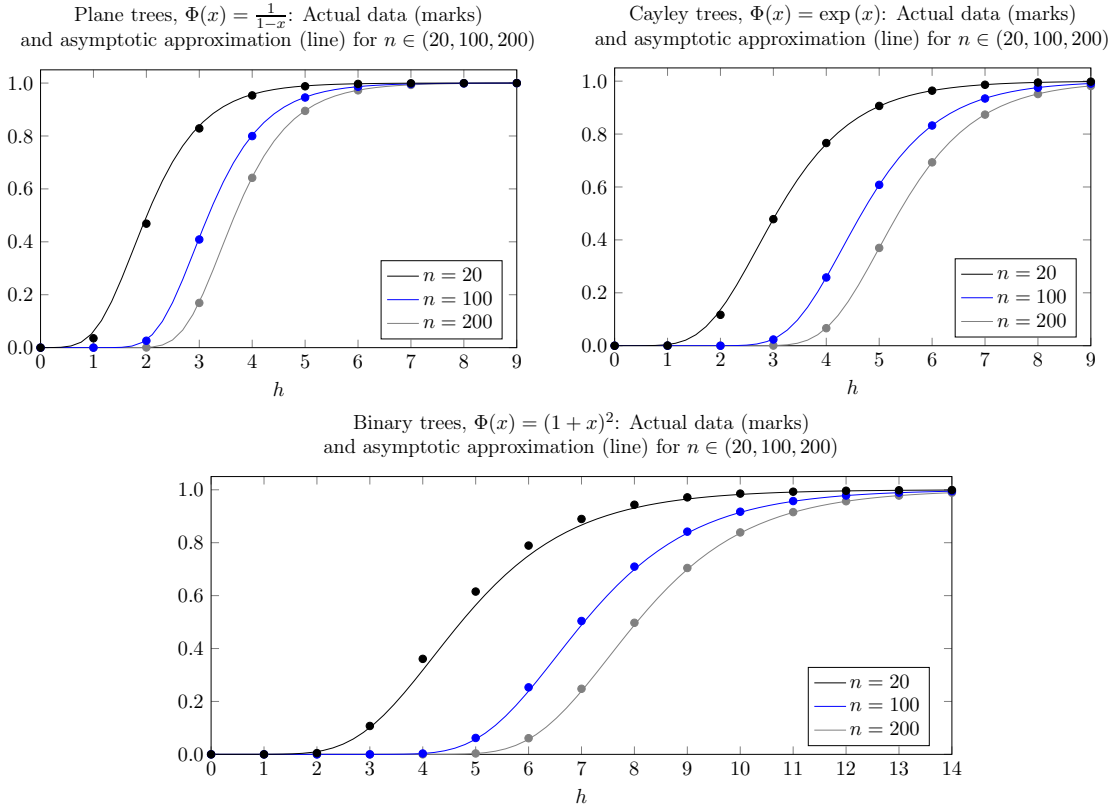 Plane trees, Φ(x) = 1/(1−x): Actual data (marks)
and asymptotic approximation (line) for n ∈ (20, 100, 200)
1.0
0.8
0.6
0.4
0.2
0.0
0 1 2 3 4 5 6 7 8 9
h
n = 20
n = 100
n = 200
Cayley trees, Φ(x) = exp (x): Actual data (marks)
and asymptotic approximation (line) for n ∈ (20, 100, 200)
1.0
0.8
0.6
0.4
0.2
0.0
0 1 2 3 4 5 6 7 8 9
h
n = 20
n = 100
n = 200
Binary trees, Φ(x) = (1 + x)²: Actual data (marks)
and asymptotic approximation (line) for n ∈ (20, 100, 200)
1.0
0.8
0.6
0.4
0.2
0.0
0 1 2 3 4 5 6 7 8 9 10 11 12 13 14
h
n = 20
n = 100
n = 200